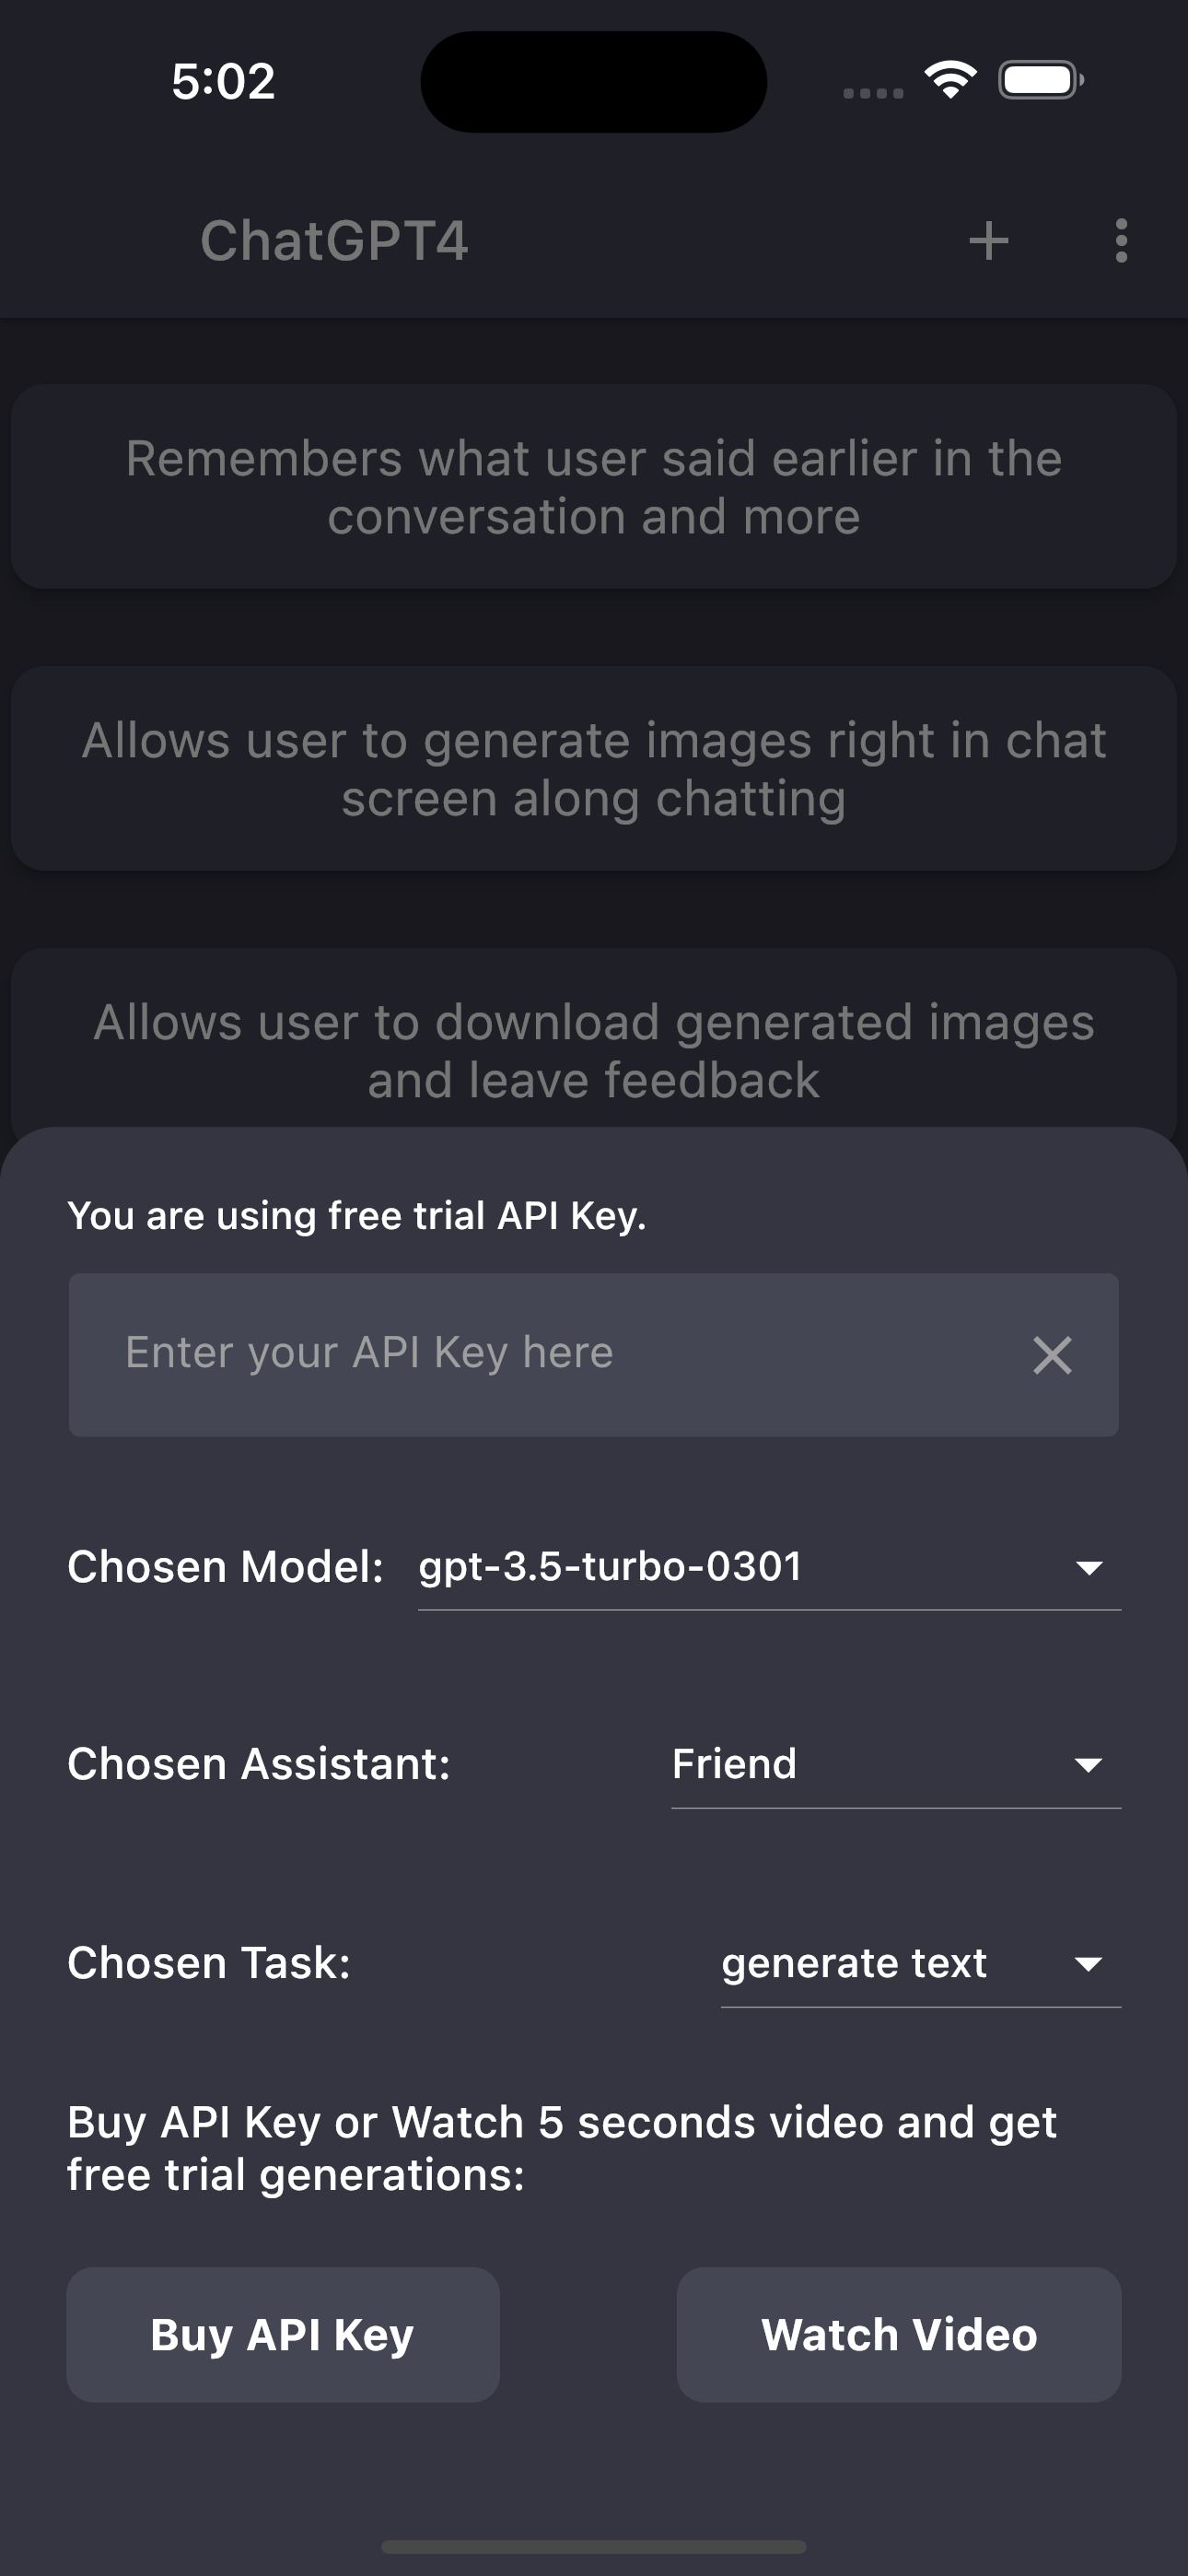 5:02
ChatGPT4
Remembers what user said earlier in the
conversation and more
Allows user to generate images right in chat
screen along chatting
Allows user to download generated images
and leave feedback
You are using free trial API Key.
Enter your API Key here
Chosen Model: gpt-3.5-turbo-0301
Chosen Assistant: Friend
Chosen Task: generate text
Buy API Key or Watch 5 seconds video and get
free trial generations:
Buy API Key Watch Video